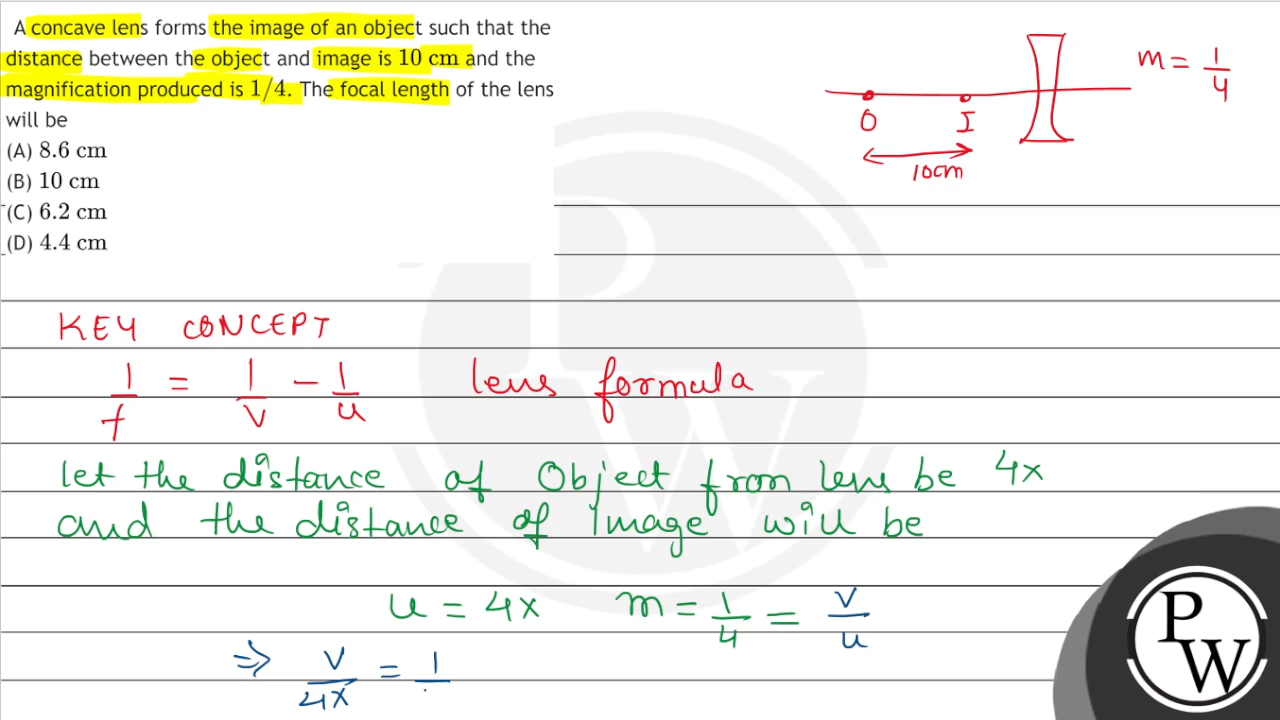 A concave lens forms the image of an object such that the
distance between the object and image is 10 cm and the
magnification produced is 1/4. The focal length of the lens
will be
(A) 8.6 cm
(B) 10 cm
(C) 6.2 cm
(D) 4.4 cm
m = 1/4
O I
10cm
KEY CONCEPT
1/f = 1/v - 1/u lens formula
let the distance of Object from lens be 4x
and the distance of Image will be
u = 4x m = 1/4 = v/u
⇒ v/4x = 1/
P
W